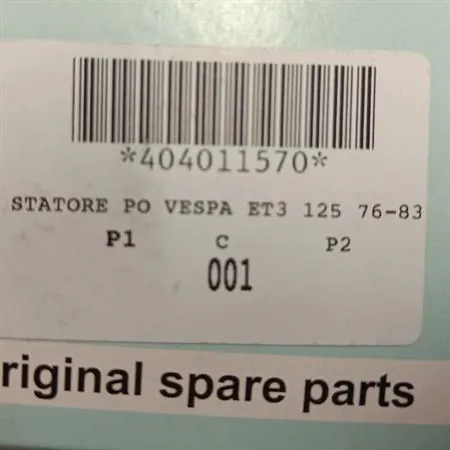 *404011570*
STATORE PO VESPA ET3 125 76-83
P1 C P2
001
riginal spare parts